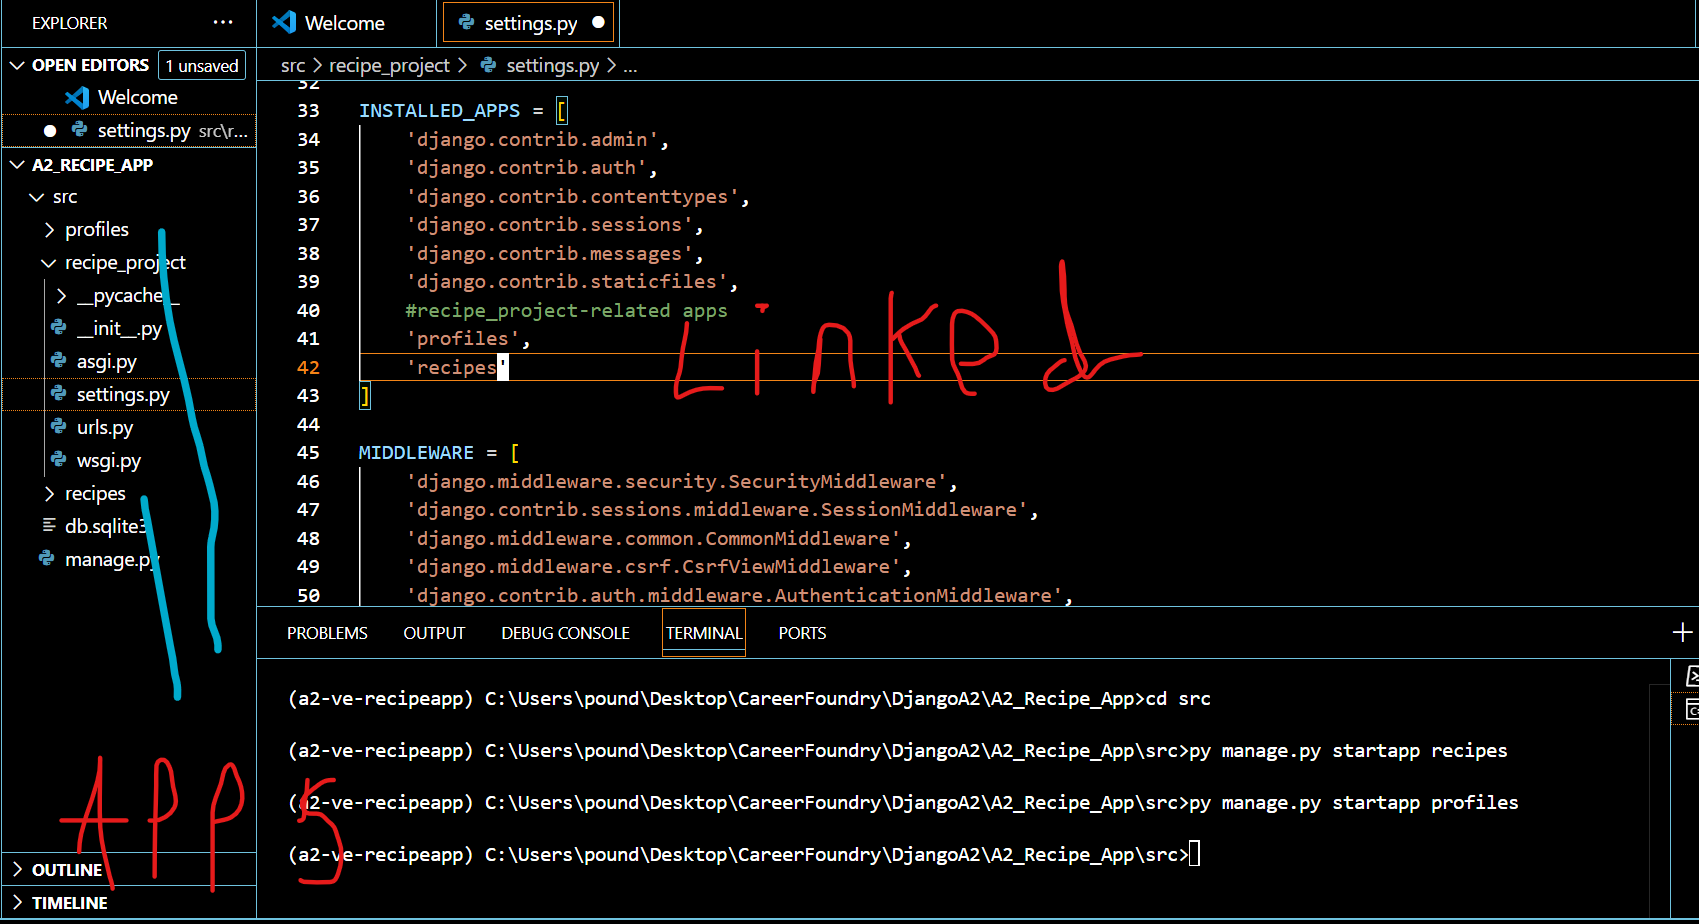 EXPLORER ...
OPEN EDITORS 1 unsaved
Welcome
settings.py src\r...
A2_RECIPE_APP
src
profiles
recipe_project
__pycache__
__init__.py
asgi.py
settings.py
urls.py
wsgi.py
recipes
db.sqlite3
manage.py
APPS
OUTLINE
TIMELINE
Welcome settings.py
src > recipe_project > settings.py > ...
32
33 INSTALLED_APPS = [
34 'django.contrib.admin',
35 'django.contrib.auth',
36 'django.contrib.contenttypes',
37 'django.contrib.sessions',
38 'django.contrib.messages',
39 'django.contrib.staticfiles',
40 #recipe_project-related apps
41 'profiles',
42 'recipes'
43 ]
Linked
44
45 MIDDLEWARE = [
46 'django.middleware.security.SecurityMiddleware',
47 'django.contrib.sessions.middleware.SessionMiddleware',
48 'django.middleware.common.CommonMiddleware',
49 'django.middleware.csrf.CsrfViewMiddleware',
50 'django.contrib.auth.middleware.AuthenticationMiddleware',
PROBLEMS OUTPUT DEBUG CONSOLE TERMINAL PORTS
(a2-ve-recipeapp) C:\Users\pound\Desktop\CareerFoundry\DjangoA2\A2_Recipe_App>cd src
(a2-ve-recipeapp) C:\Users\pound\Desktop\CareerFoundry\DjangoA2\A2_Recipe_App\src>py manage.py startapp recipes
(a2-ve-recipeapp) C:\Users\pound\Desktop\CareerFoundry\DjangoA2\A2_Recipe_App\src>py manage.py startapp profiles
(a2-ve-recipeapp) C:\Users\pound\Desktop\CareerFoundry\DjangoA2\A2_Recipe_App\src>